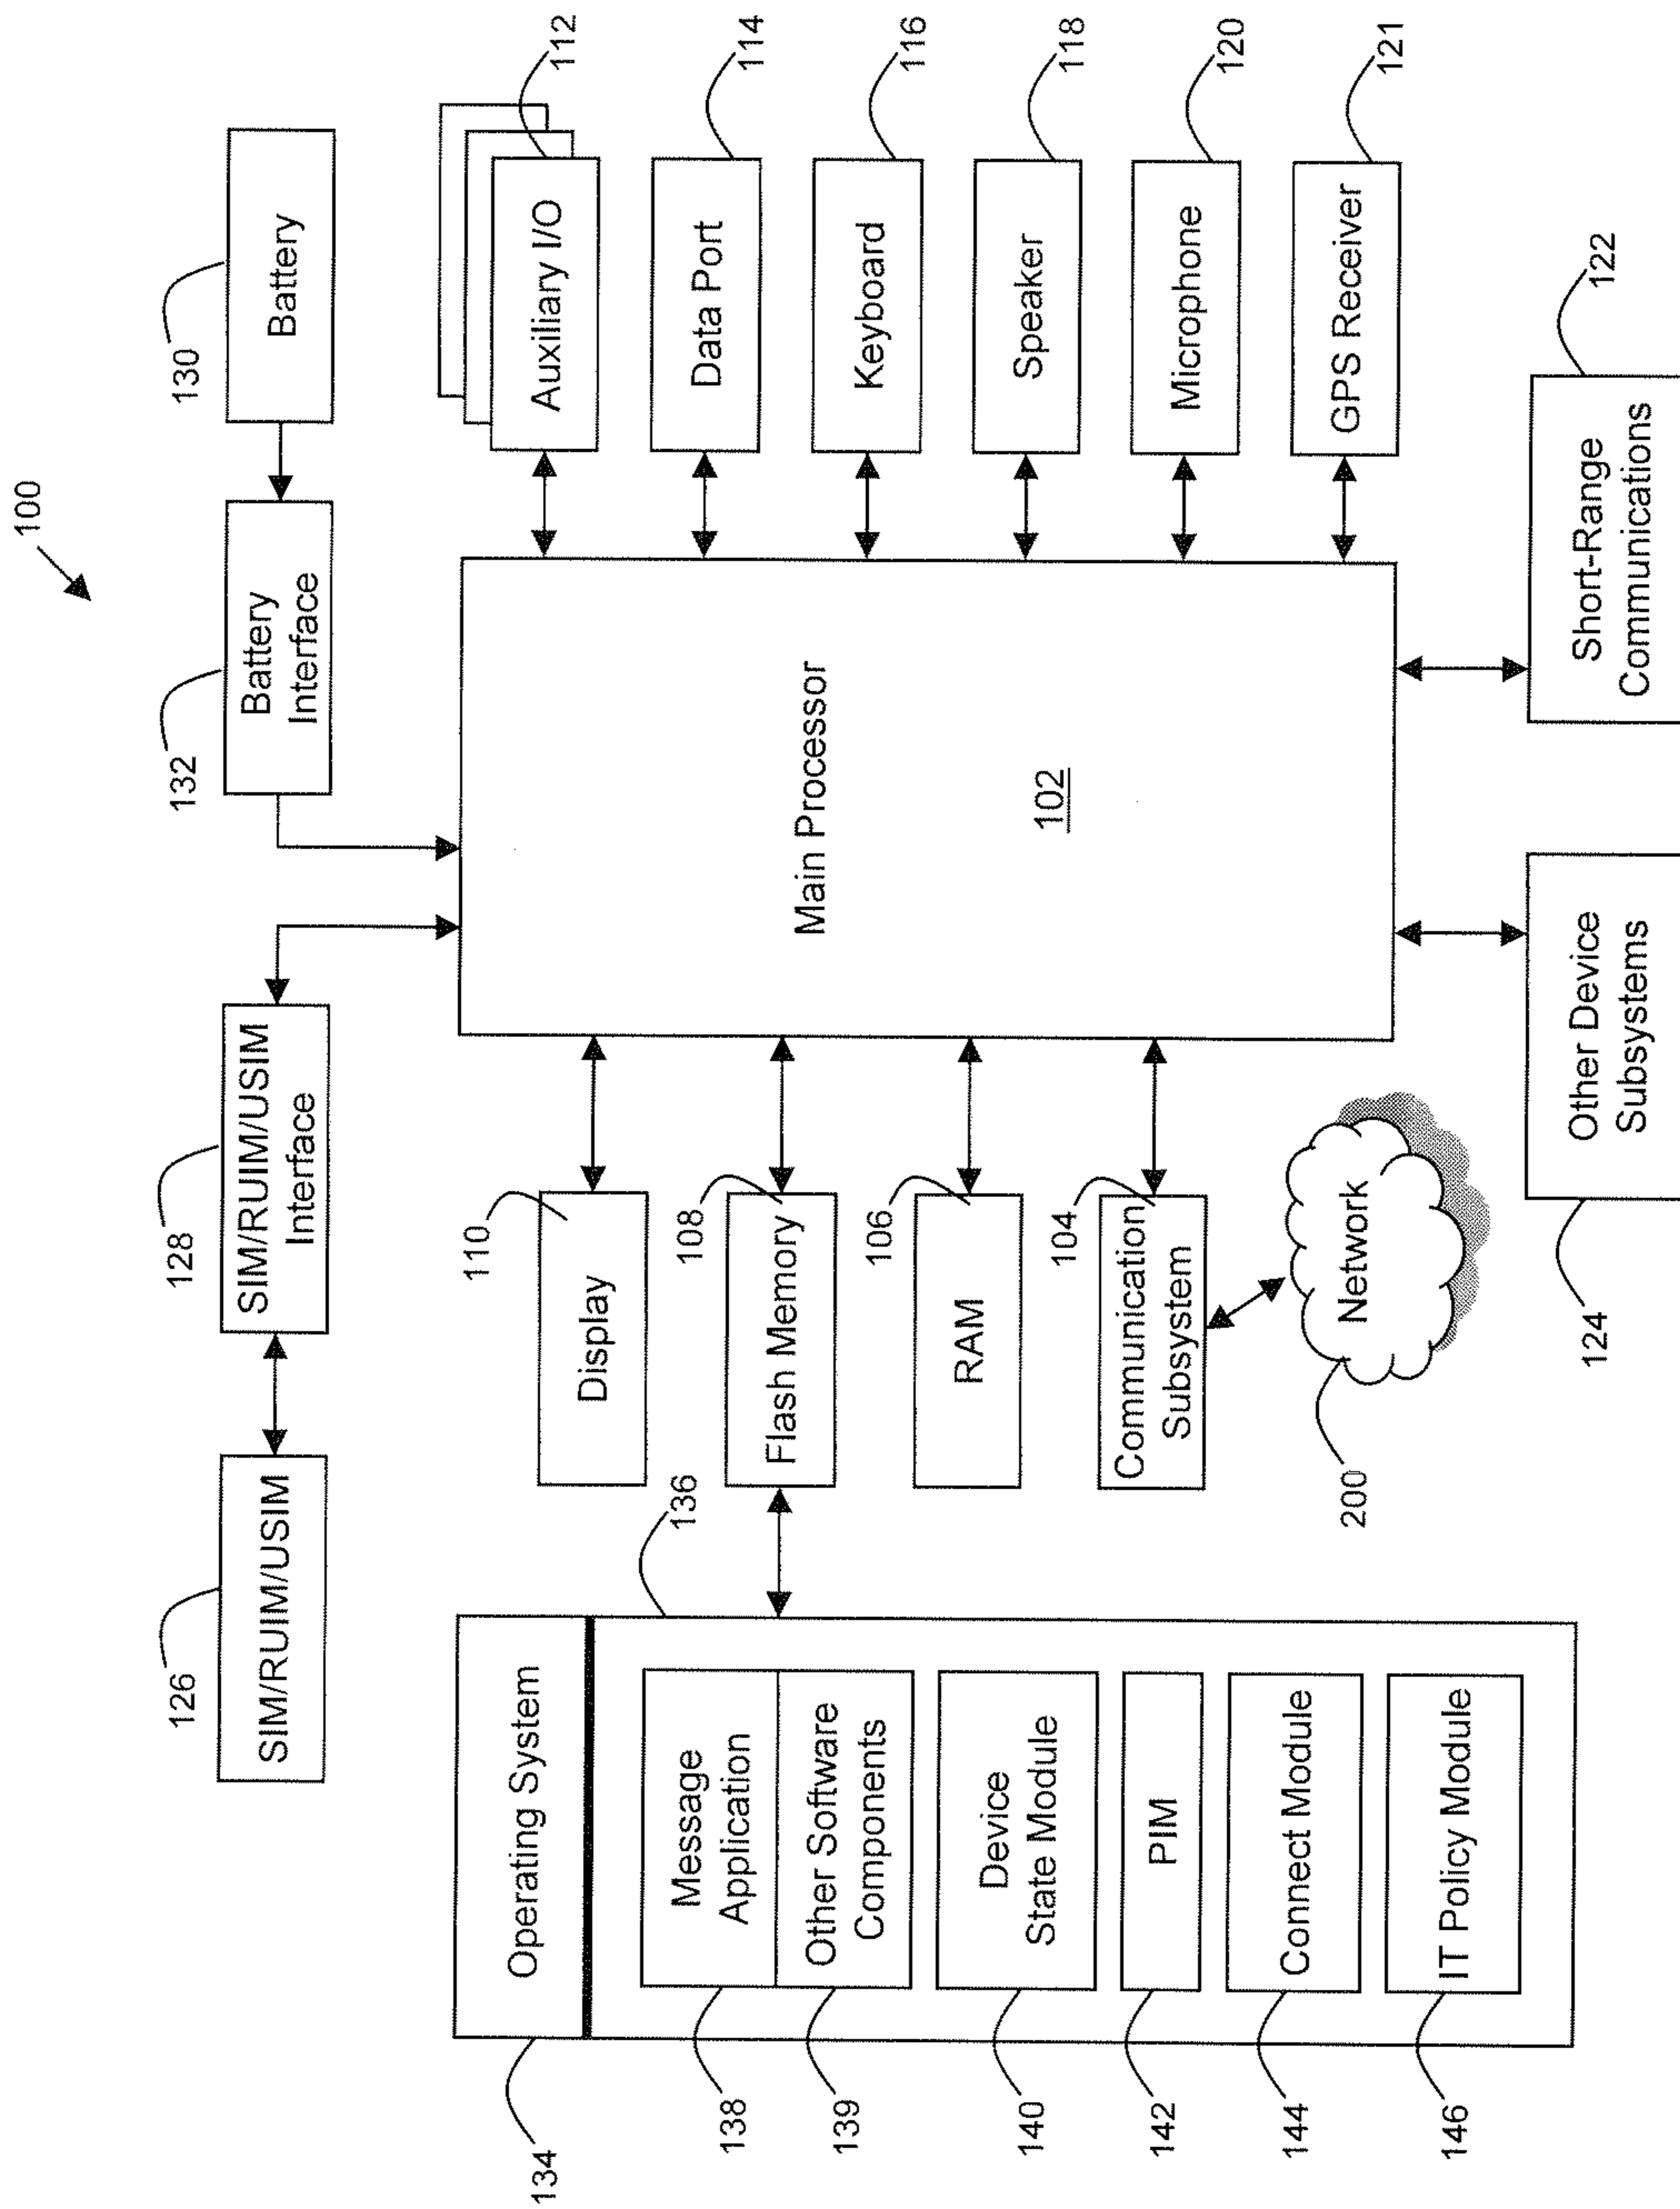 100
126
SIM/RUIM/USIM
128
SIM/RUIM/USIM
Interface
132
Battery
Interface
130
Battery
134
Operating System
136
138
Message
Application
139
Other Software
Components
140
Device
State Module
142
PIM
144
Connect Module
146
IT Policy Module
110
Display
108
Flash Memory
106
RAM
104
Communication
Subsystem
200
Network
Main Processor
102
Auxiliary I/O
112
Data Port
114
Keyboard
116
Speaker
118
Microphone
120
GPS Receiver
121
124
Other Device
Subsystems
Short-Range
Communications
122